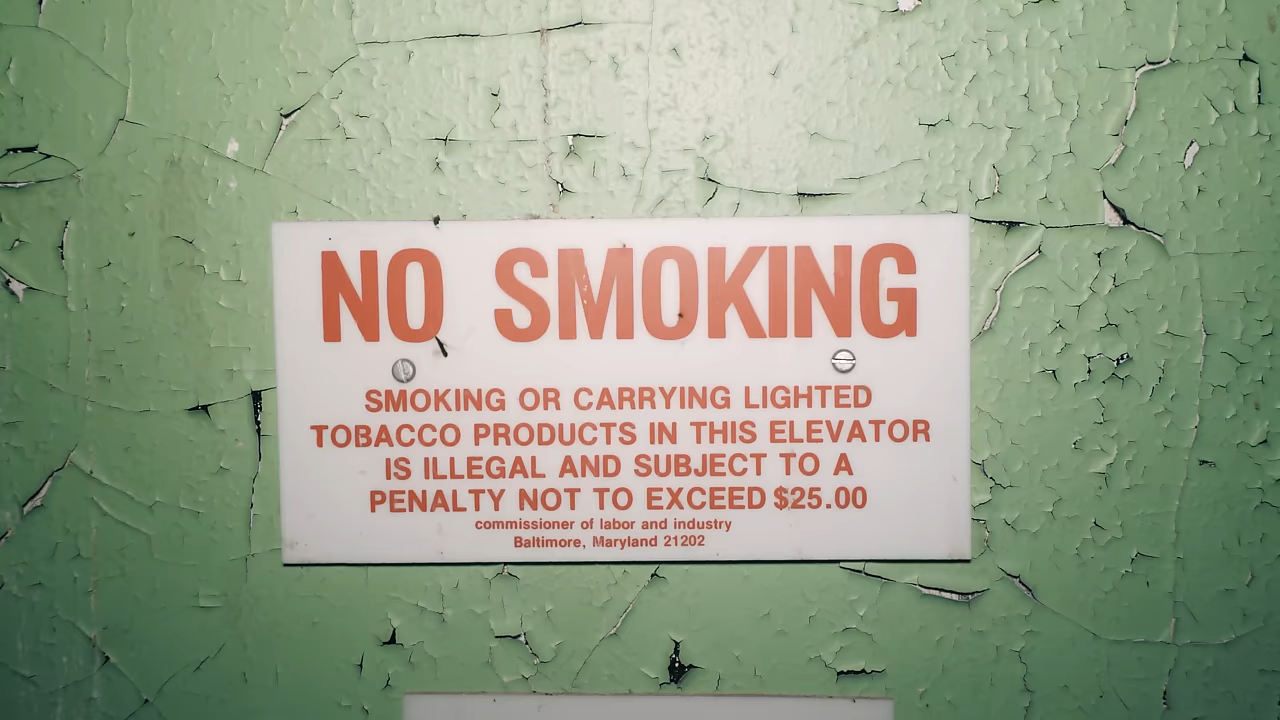 NO SMOKING
SMOKING OR CARRYING LIGHTED
TOBACCO PRODUCTS IN THIS ELEVATOR
IS ILLEGAL AND SUBJECT TO A
PENALTY NOT TO EXCEED $25.00
commissioner of labor and industry
Baltimore, Maryland 21202